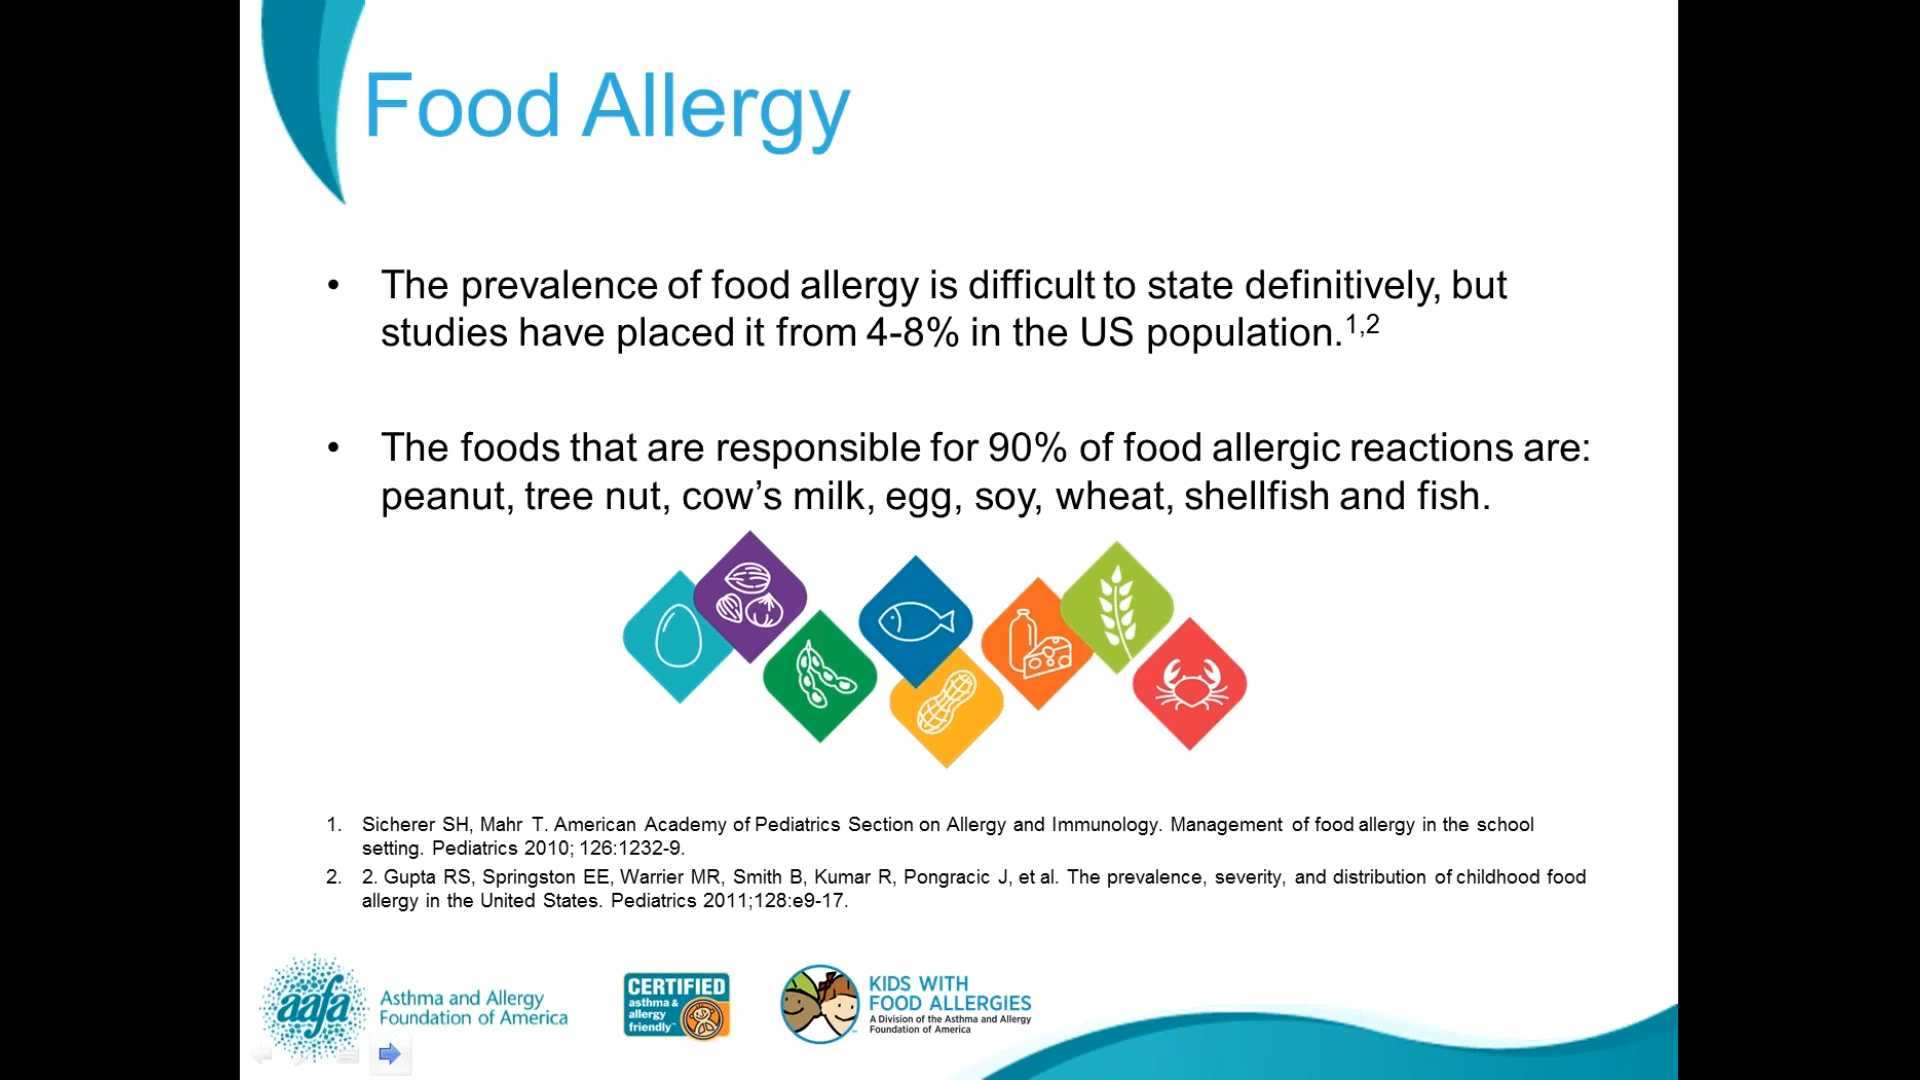 Food Allergy
• The prevalence of food allergy is difficult to state definitively, but
studies have placed it from 4-8% in the US population.1,2
• The foods that are responsible for 90% of food allergic reactions are:
peanut, tree nut, cow’s milk, egg, soy, wheat, shellfish and fish.
1. Sicherer SH, Mahr T. American Academy of Pediatrics Section on Allergy and Immunology. Management of food allergy in the school
setting. Pediatrics 2010; 126:1232-9.
2. 2. Gupta RS, Springston EE, Warrier MR, Smith B, Kumar R, Pongracic J, et al. The prevalence, severity, and distribution of childhood food
allergy in the United States. Pediatrics 2011;128:e9-17.
aafa
Asthma and Allergy
Foundation of America
CERTIFIED
asthma &
allergy
friendly™
KIDS WITH
FOOD ALLERGIES
A Division of the Asthma and Allergy
Foundation of America